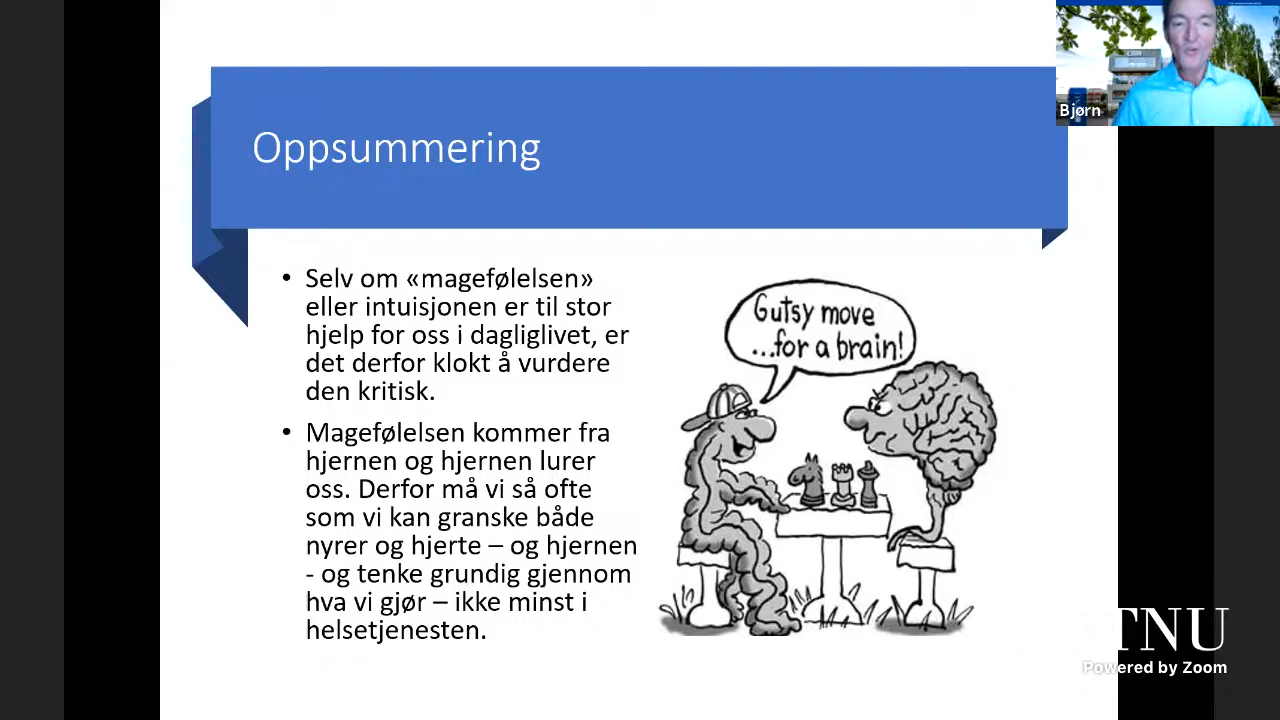 Oppsummering
• Selv om «magefølelsen»
eller intuisjonen er til stor
hjelp for oss i dagliglivet, er
det derfor klokt å vurdere
den kritisk.
• Magefølelsen kommer fra
hjernen og hjernen lurer
oss. Derfor må vi så ofte
som vi kan granske både
nyrer og hjerte – og hjernen
- og tenke grundig gjennom
hva vi gjør – ikke minst i
helsetjenesten.
Gutsy move
...for a brain!
Bjørn
TNU
Powered by Zoom